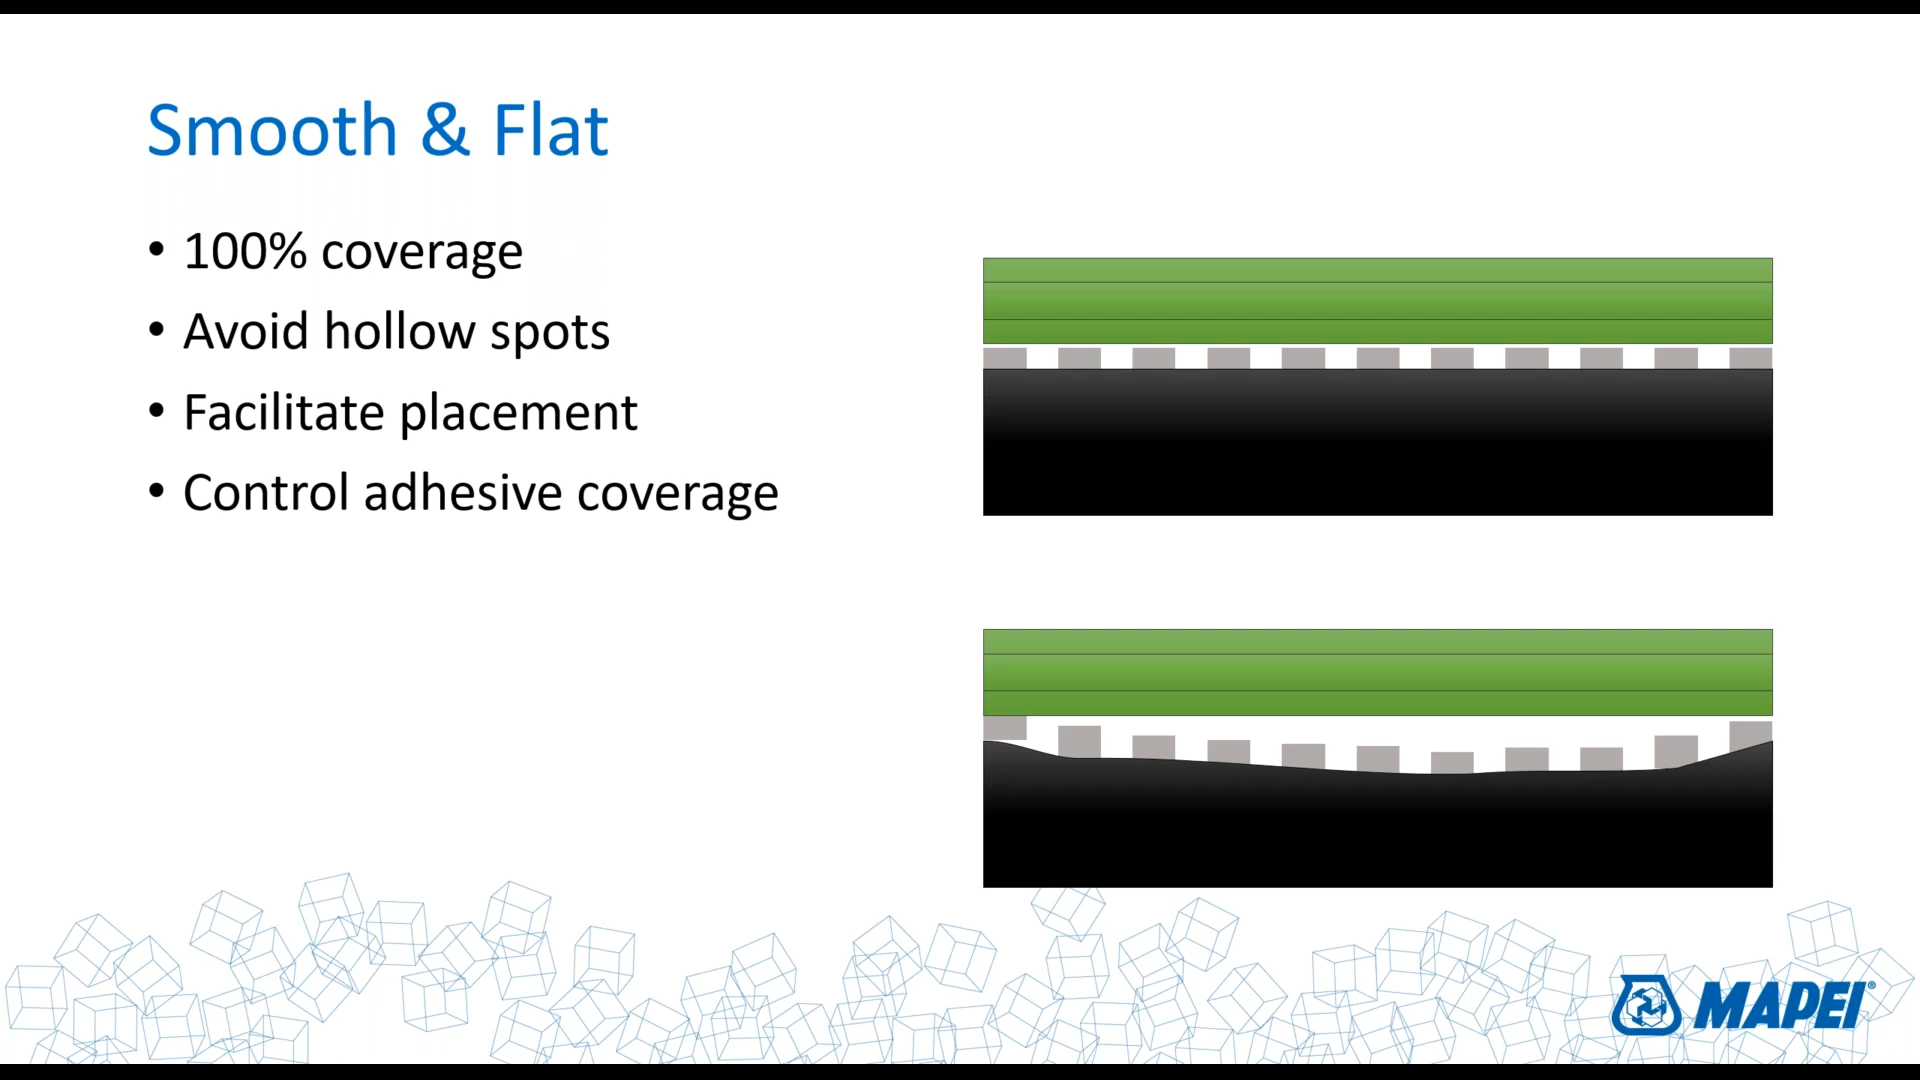 Smooth & Flat
• 100% coverage
• Avoid hollow spots
• Facilitate placement
• Control adhesive coverage
MAPEI®